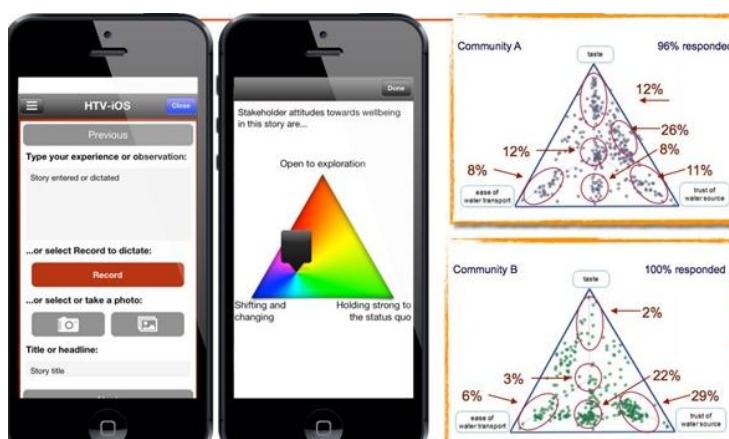 HTV-iOS
Close
Previous
Type your experience or observation:
Story entered or dictated
...or select Record to dictate:
Record
...or select or take a photo:
Title or headline:
Story title
Done
Stakeholder attitudes towards wellbeing
in this story are...
Open to exploration
Shifting and
changing
Holding strong to
the status quo
Community A
96% responded
taste
12%
26%
12%
8%
8%
11%
ease of
water transport
trust of
water source
Community B
100% responded
taste
2%
3%
22%
6%
29%
ease of
water transport
trust of
water source